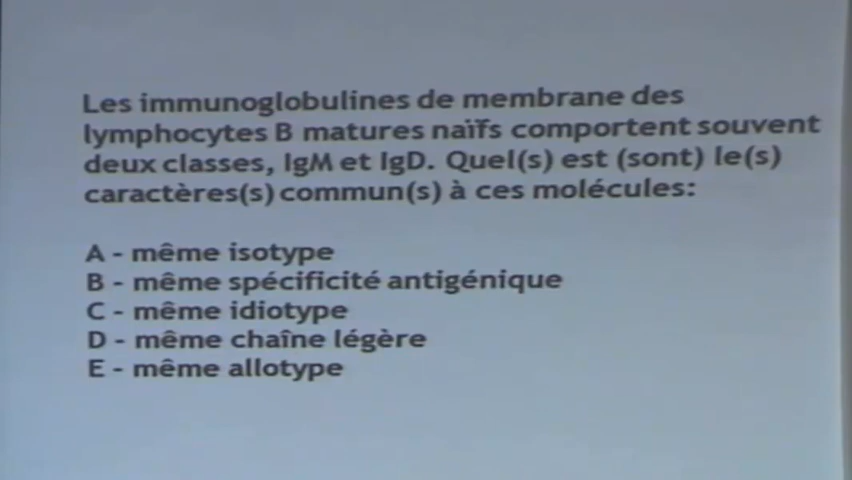 Les immunoglobulines de membrane des
lymphocytes B matures naïfs comportent souvent
deux classes, IgM et IgD. Quel(s) est (sont) le(s)
caractères(s) commun(s) à ces molécules:
A - même isotype
B - même spécificité antigénique
C - même idiotype
D - même chaîne légère
E - même allotype